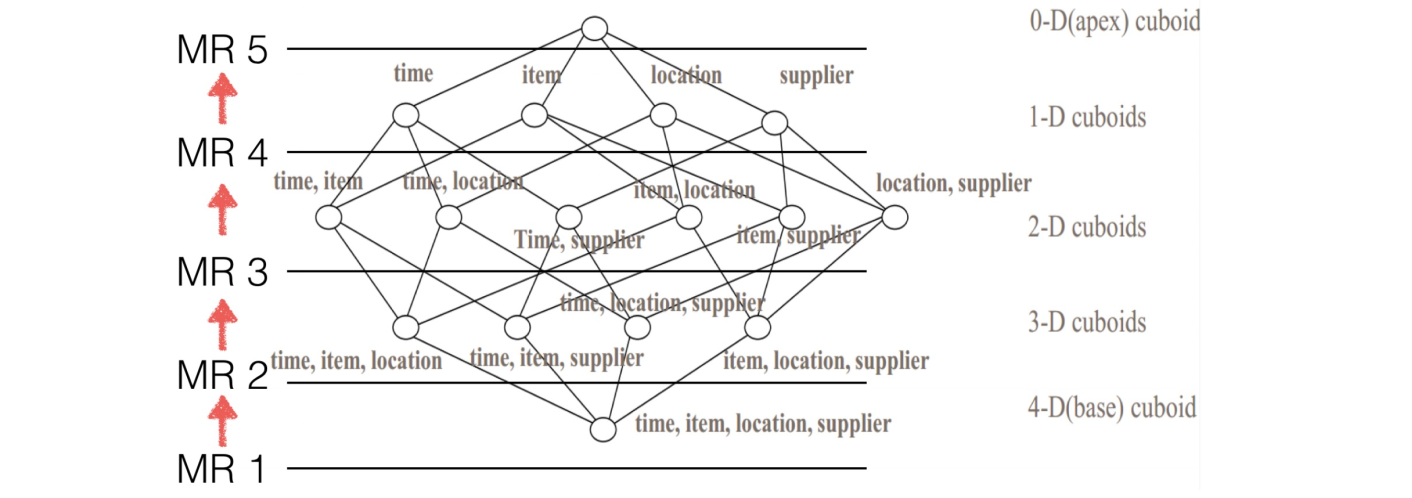 0-D(apex) cuboid
MR 5
time
item
location
supplier
1-D cuboids
MR 4
time, item
time, location
item, location
location, supplier
2-D cuboids
Time, supplier
item, supplier
MR 3
time, location, supplier
3-D cuboids
time, item, location
time, item, supplier
item, location, supplier
MR 2
4-D(base) cuboid
time, item, location, supplier
MR 1